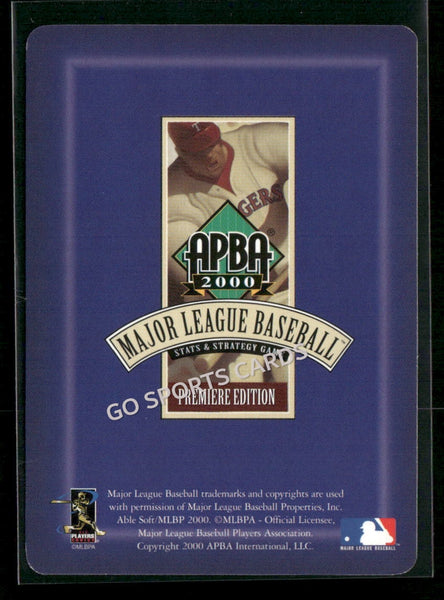 T
GERS
APBA®
2000
MAJOR LEAGUE BASEBALL™
STATS & STRATEGY GAME
GO SPORTS CARDS
PREMIERE EDITION
Major League Baseball trademarks and copyrights are used
with permission of Major League Baseball Properties, Inc.
Able Soft/MLBP 2000. ©MLBPA - Official Licensee,
Major League Baseball Players Association.
Copyright 2000 APBA International, LLC.
PLAYERS
CHOICE
©MLBPA
MAJOR LEAGUE BASEBALL